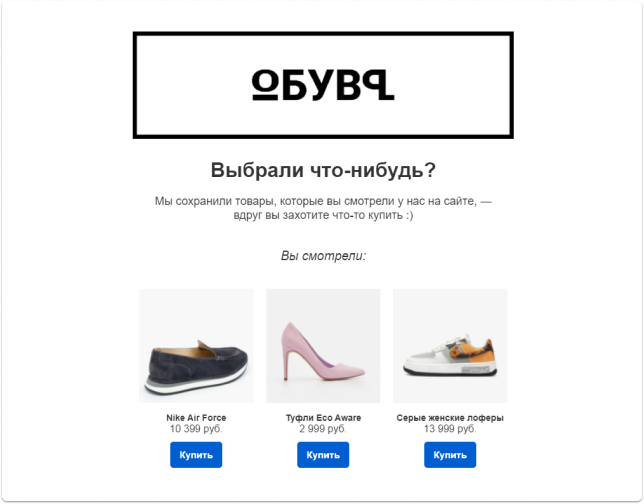 ОБУВЬ
Выбрали что-нибудь?
Мы сохранили товары, которые вы смотрели у нас на сайте, —
вдруг вы захотите что-то купить :)
Вы смотрели:
Nike Air Force
10 399 руб.
Купить
Туфли Eco Aware
2 999 руб.
Купить
Серые женские лоферы
13 999 руб.
Купить